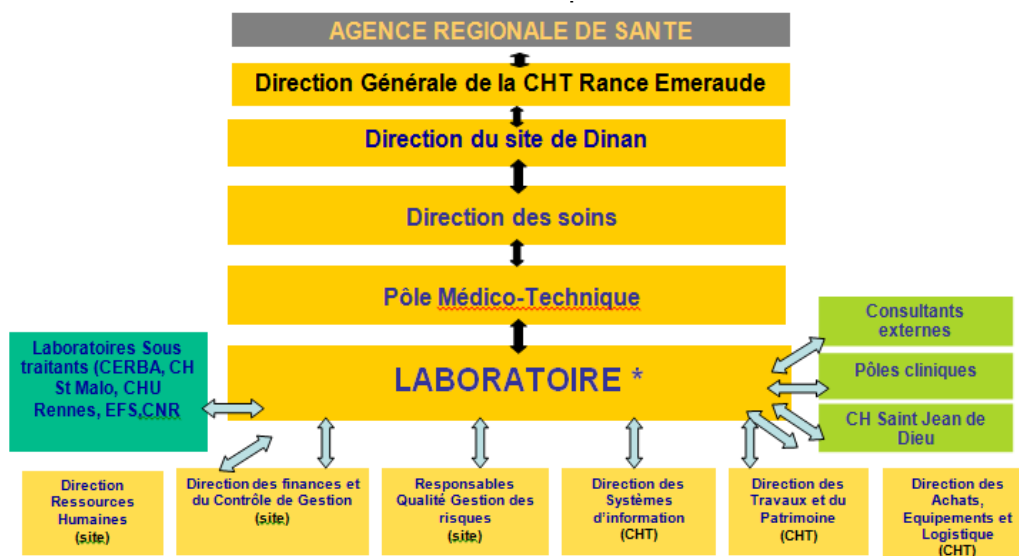 AGENCE REGIONALE DE SANTE
Direction Générale de la CHT Rance Emeraude
Direction du site de Dinan
Direction des soins
Pôle Médico-Technique
Consultants
externes
Laboratoires Sous
traitants (CERBA, CH
St Malo, CHU
Rennes, EFS,CNR
LABORATOIRE *
Pôles cliniques
CH Saint Jean de
Dieu
Direction
Ressources
Humaines
(site)
Direction des finances et
du Contrôle de Gestion
(site)
Responsables
Qualité Gestion des
risques
(site)
Direction des
Systèmes
d'information
(CHT)
Direction des
Travaux et du
Patrimoine
(CHT)
Direction des
Achats,
Equipements et
Logistique
(CHT)